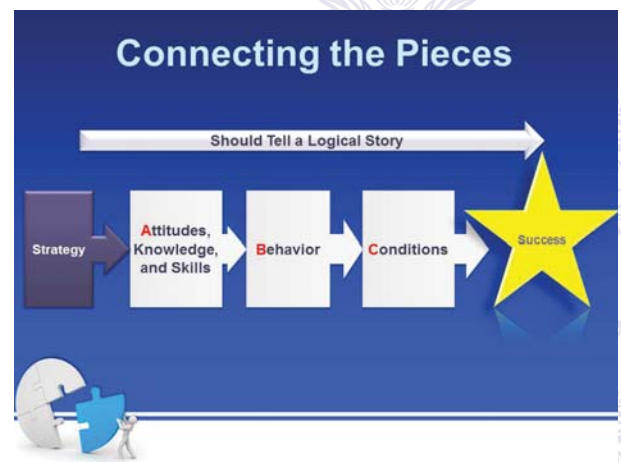 Connecting the Pieces
Should Tell a Logical Story
Strategy
Attitudes,
Knowledge,
and Skills
Behavior
Conditions
Success